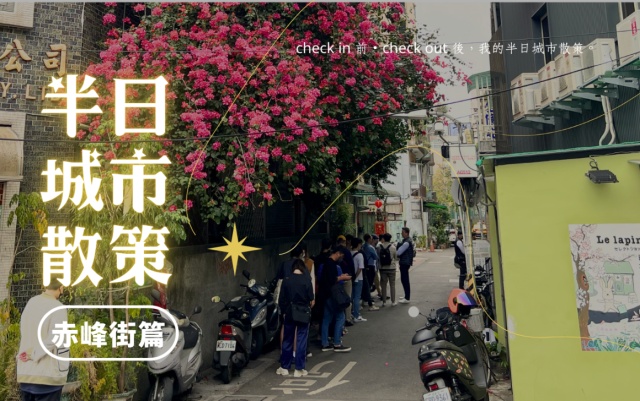 check in 前 • check out 後，我的半日城市散策。
公司
半日
城市
散策
赤峰街篇
Le lapin